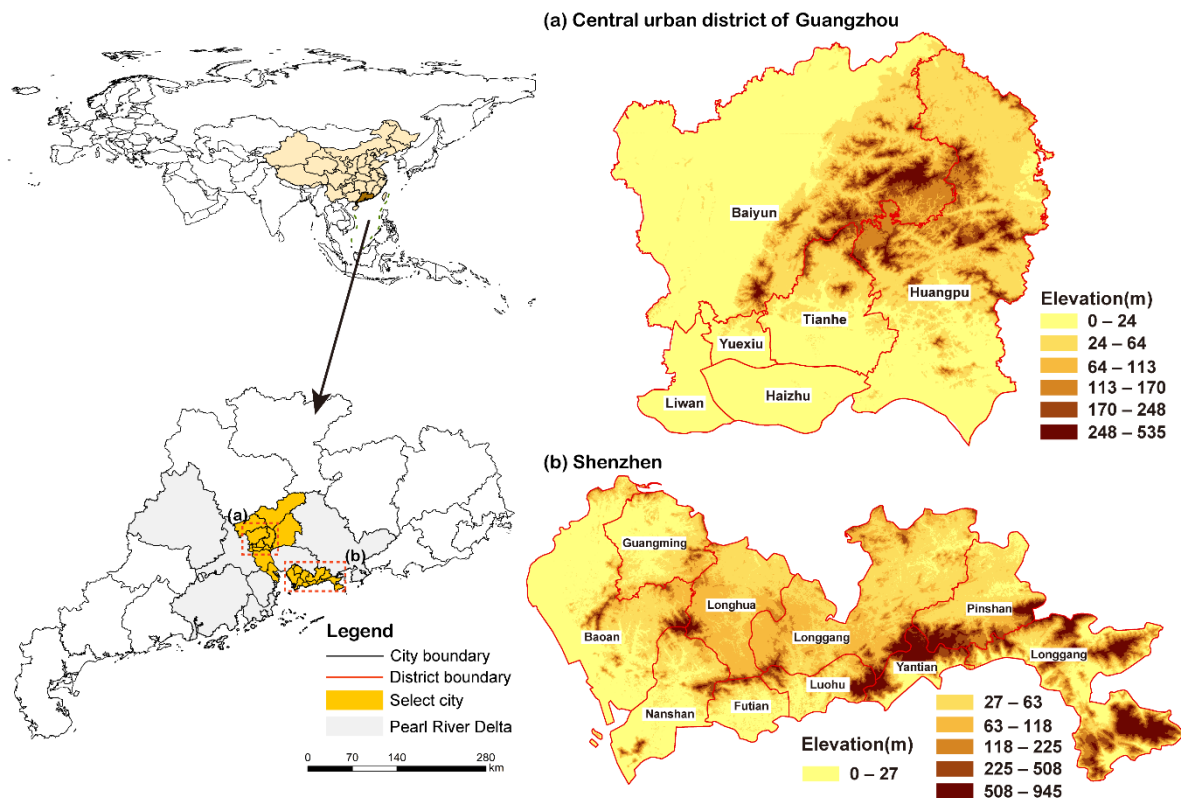 (a) Central urban district of Guangzhou
Baiyun
Huangpu
Tianhe
Yuexiu
Liwan
Haizhu
Elevation(m)
0 – 24
24 – 64
64 – 113
113 – 170
170 – 248
248 – 535
(a)
(b)
Legend
City boundary
District boundary
Select city
Pearl River Delta
0 70 140 280
km
(b) Shenzhen
Guangming
Longhua
Pinshan
Baoan
Longgang
Longgang
Yantian
Luohu
Nanshan
Futian
Elevation(m)
0 – 27
27 – 63
63 – 118
118 – 225
225 – 508
508 – 945